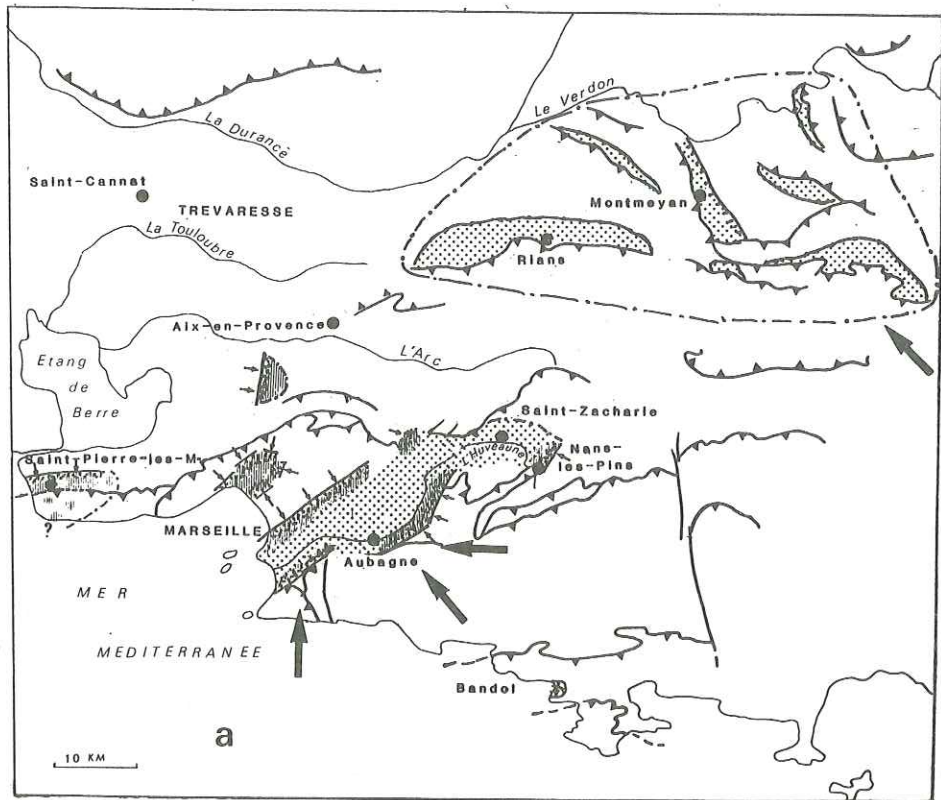 Le Verdon
La Durance
Saint-Cannat
TREVARESSE
Montmeyan
La Touloubre
Rians
Aix-en-Provence
L'Arc
Etang
de
Berre
Saint-Zacharie
Saint-Pierre-les-M.
L'Huveaune
Nans-
les-Pins
?
MARSEILLE
Aubagne
MER
MEDITERRANEE
Bandol
a
10 KM